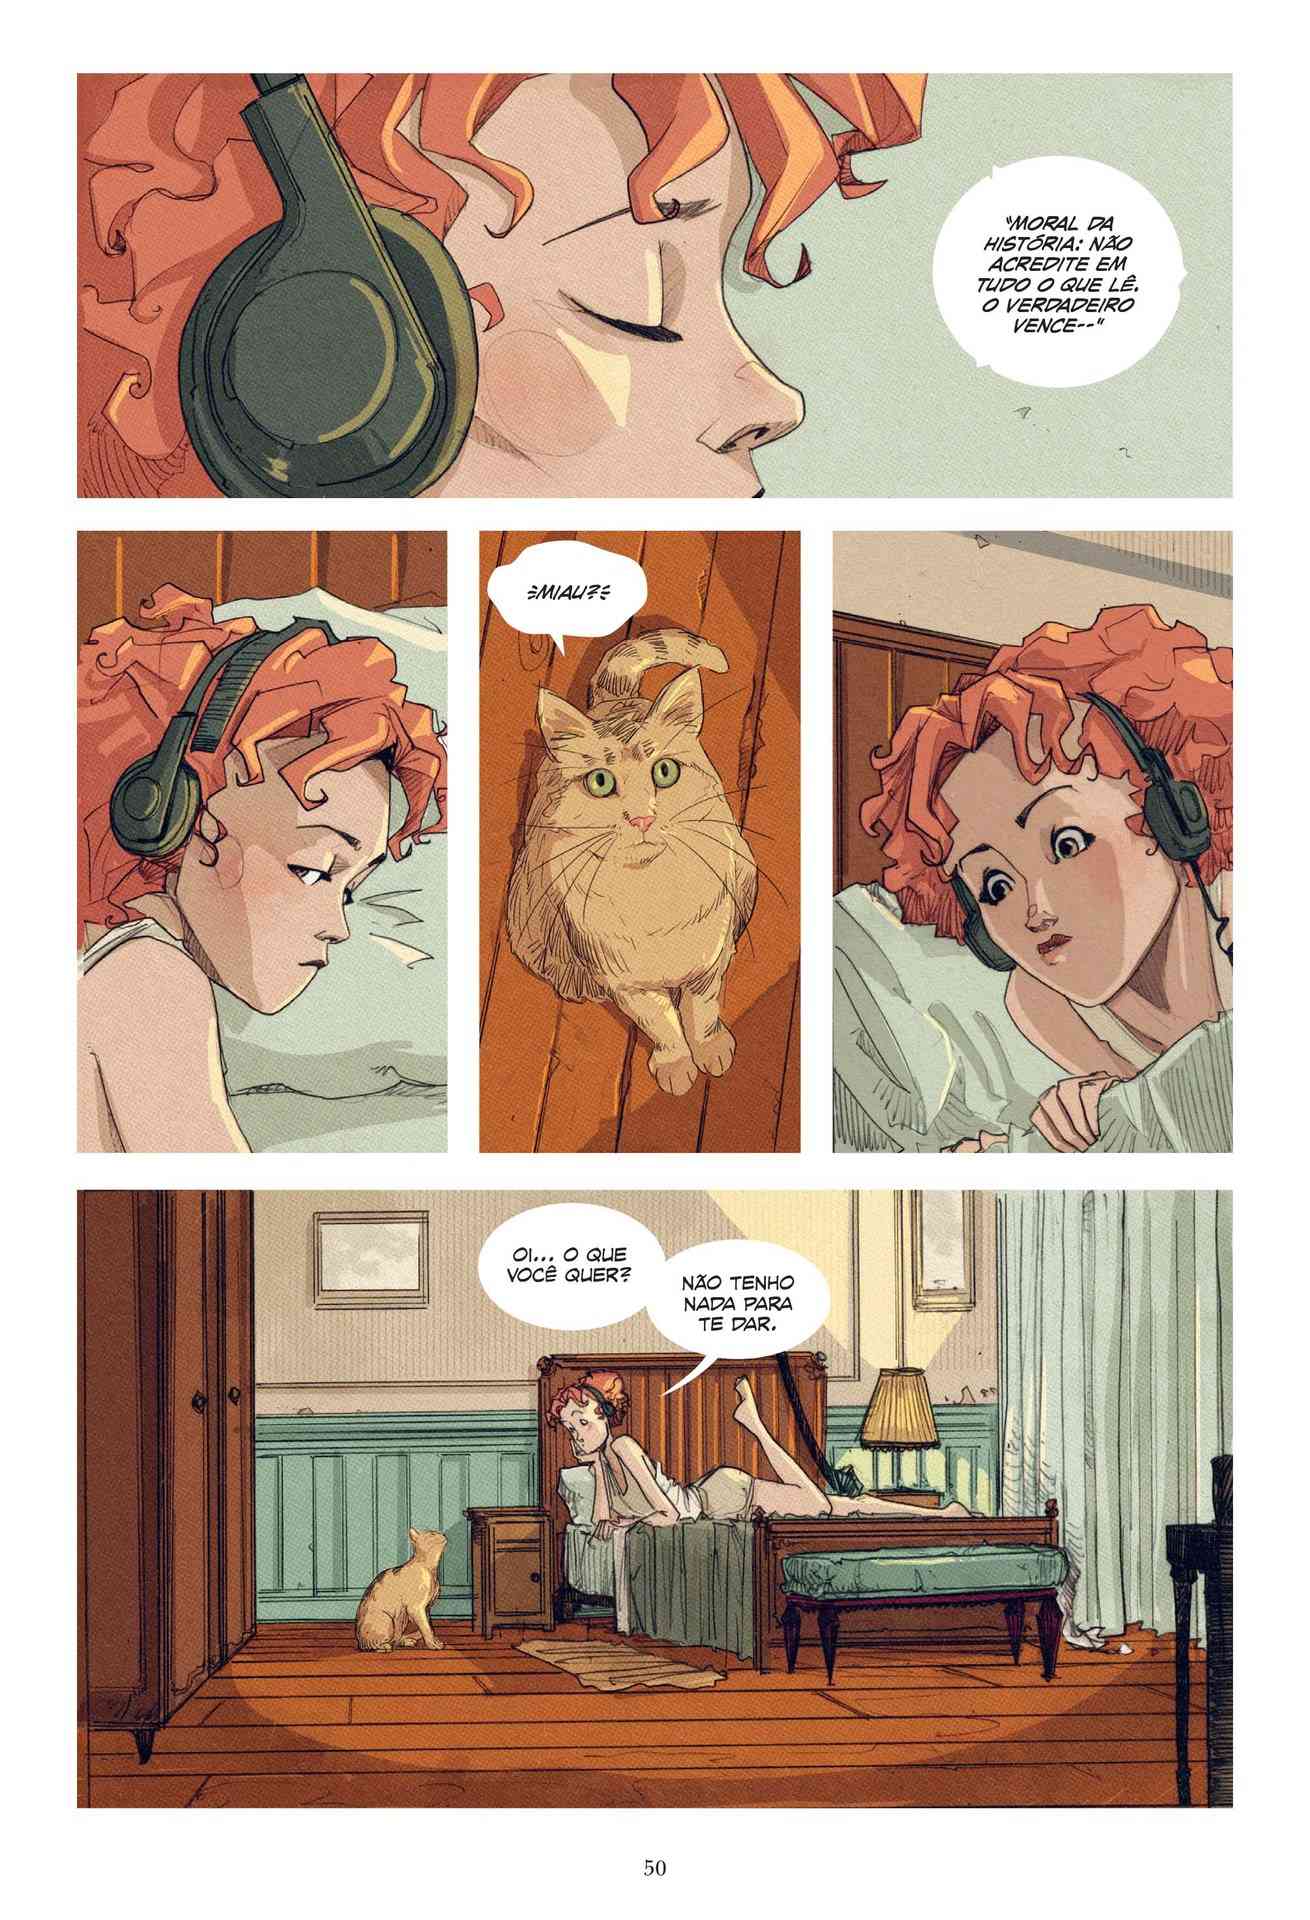 "MORAL DA
HISTÓRIA: NÃO
ACREDITE EM
TUDO O QUE LÊ.
O VERDADEIRO
VENCE--"
MIAU?
OI... O QUE
VOCÊ QUER?
NÃO TENHO
NADA PARA
TE DAR.
50